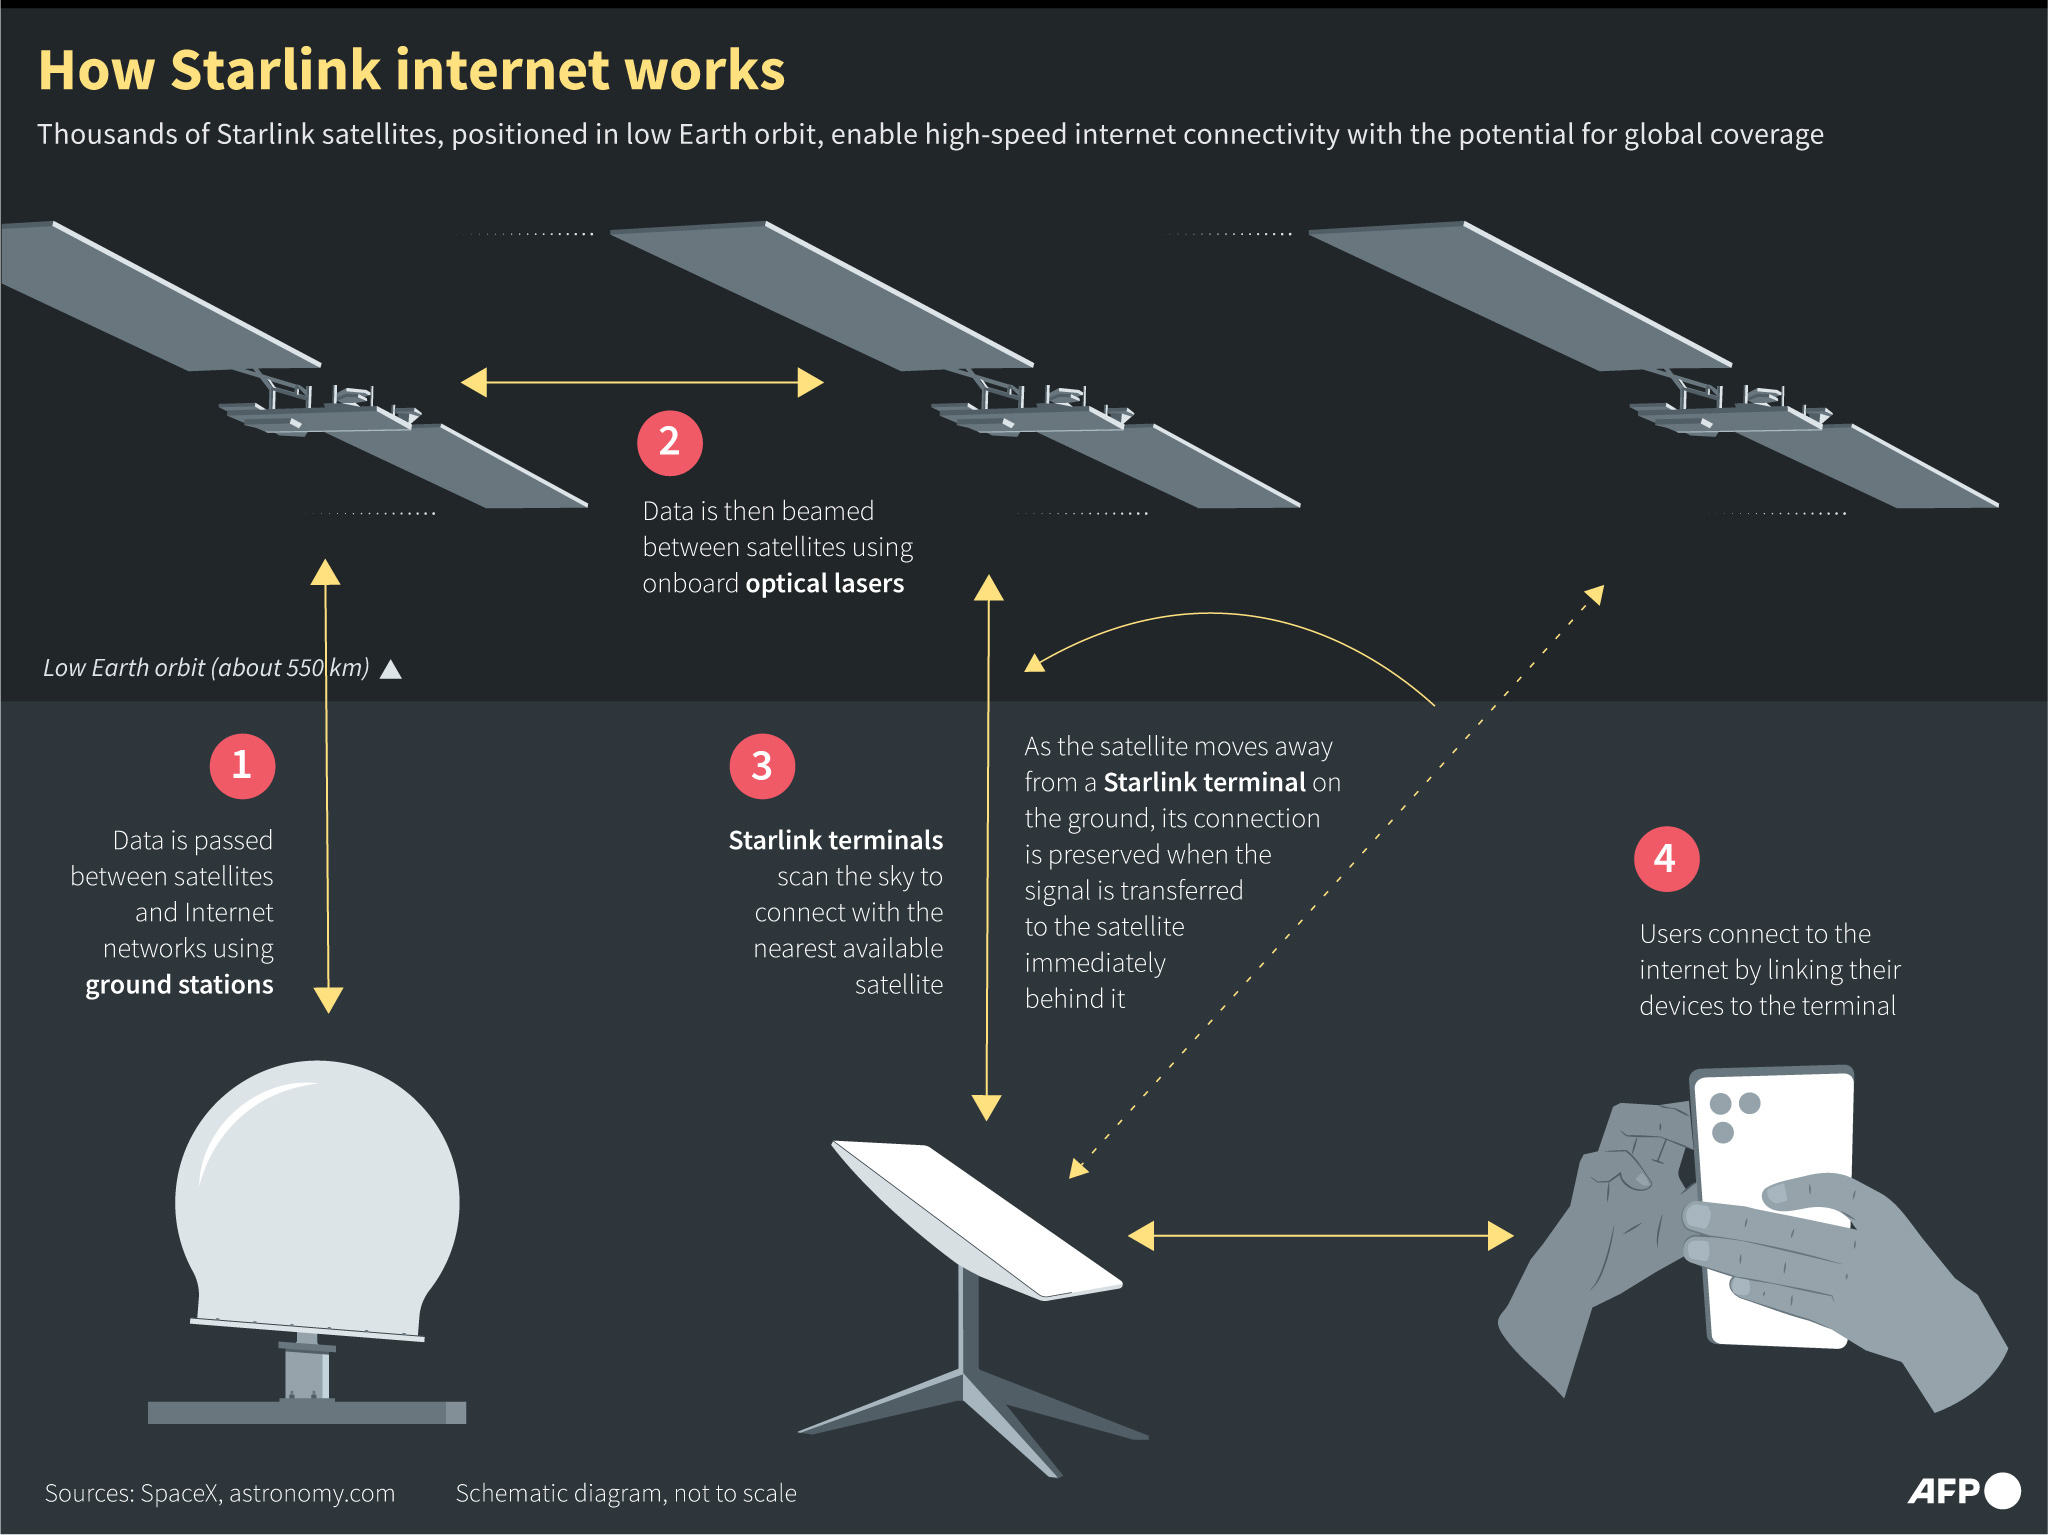 How Starlink internet works
Thousands of Starlink satellites, positioned in low Earth orbit, enable high-speed internet connectivity with the potential for global coverage
2
Data is then beamed
between satellites using
onboard optical lasers
Low Earth orbit (about 550 km)
1
Data is passed
between satellites
and Internet
networks using
ground stations
3
Starlink terminals
scan the sky to
connect with the
nearest available
satellite
As the satellite moves away
from a Starlink terminal on
the ground, its connection
is preserved when the
signal is transferred
to the satellite
immediately
behind it
4
Users connect to the
internet by linking their
devices to the terminal
Sources: SpaceX, astronomy.com
Schematic diagram, not to scale
AFP